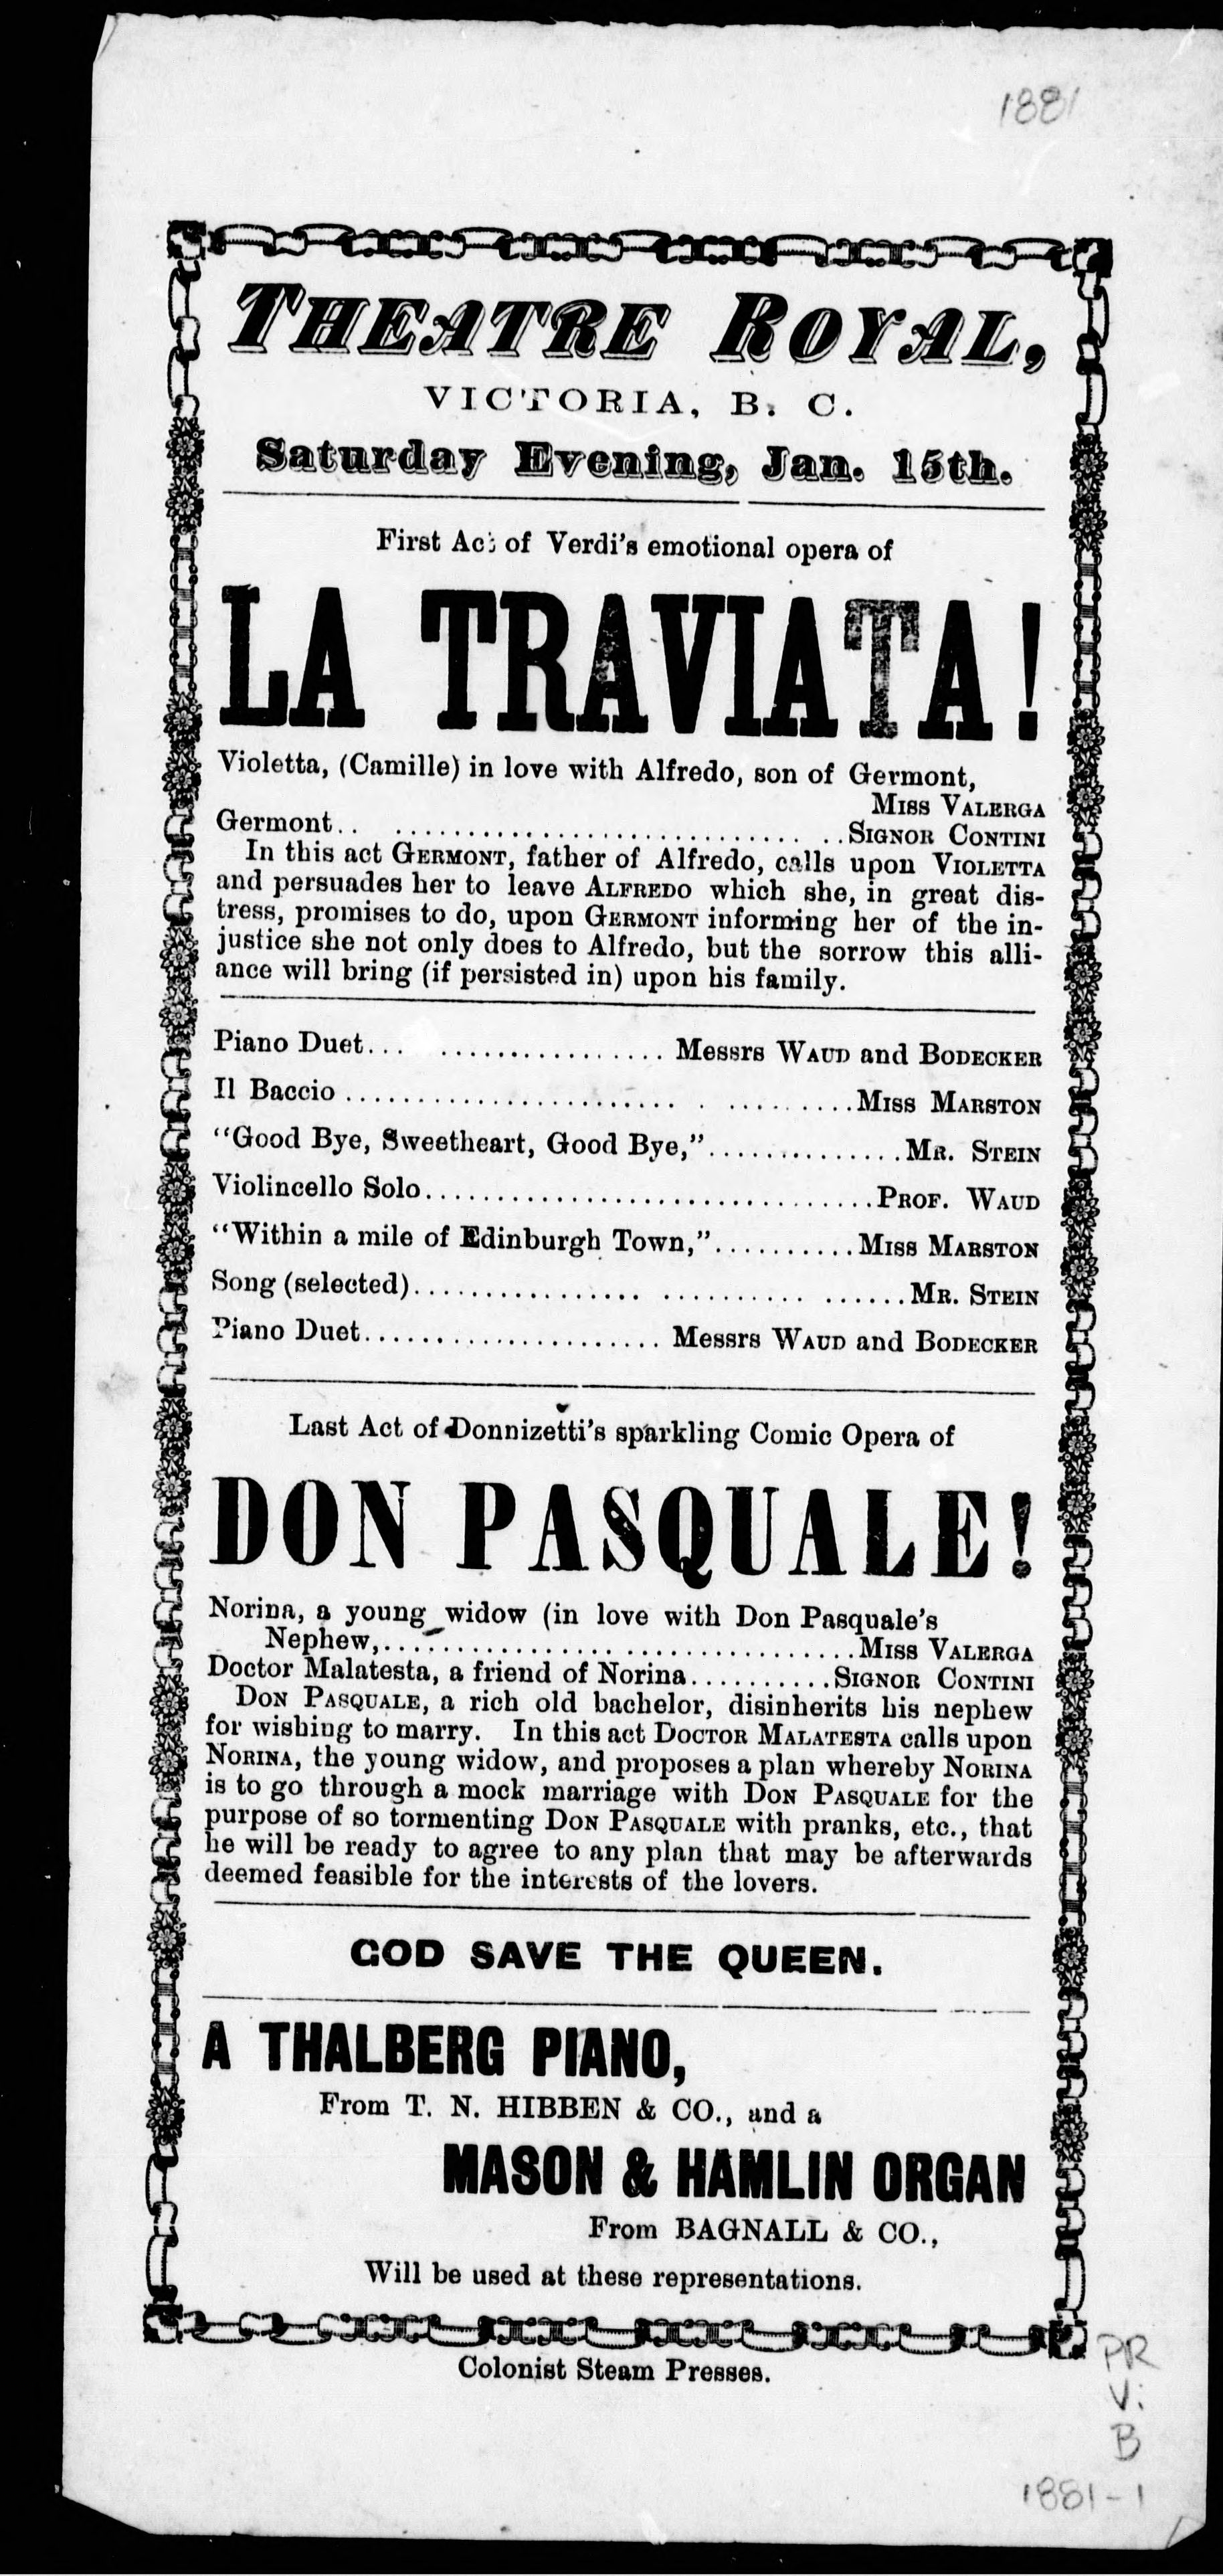 1881
THEATRE ROYAL,
VICTORIA, B. C.
Saturday Evening, Jan. 15th.
First Act of Verdi's emotional opera of
LA TRAVIATA!
Violetta, (Camille) in love with Alfredo, son of Germont,
MISS VALERGA
Germont.. ................................SIGNOR CONTINI
In this act GERMONT, father of Alfredo, calls upon VIOLETTA
and persuades her to leave ALFREDO which she, in great dis-
tress, promises to do, upon GERMONT informing her of the in-
justice she not only does to Alfredo, but the sorrow this alli-
ance will bring (if persisted in) upon his family.
Piano Duet... ................. Messrs WAUD and BODECKER
Il Baccio ....................... . .........MISS MARSTON
"Good Bye, Sweetheart, Good Bye,"..............MR. STEIN
Violincello Solo...............................PROF. WAUD
"Within a mile of Edinburgh Town,"..........MISS MARSTON
Song (selected)................ .......... ......MR. STEIN
Piano Duet..................... Messrs WAUD and BODECKER
Last Act of Donnizetti's sparkling Comic Opera of
DON PASQUALE!
Norina, a young widow (in love with Don Pasquale's
Nephew,.................................MISS VALERGA
Doctor Malatesta, a friend of Norina..........SIGNOR CONTINI
DON PASQUALE, a rich old bachelor, disinherits his nephew
for wishing to marry. In this act DOCTOR MALATESTA calls upon
NORINA, the young widow, and proposes a plan whereby NORINA
is to go through a mock marriage with DON PASQUALE for the
purpose of so tormenting DON PASQUALE with pranks, etc., that
he will be ready to agree to any plan that may be afterwards
deemed feasible for the interests of the lovers.
GOD SAVE THE QUEEN.
A THALBERG PIANO,
From T. N. HIBBEN & CO., and a
MASON & HAMLIN ORGAN
From BAGNALL & CO.,
Will be used at these representations.
Colonist Steam Presses.
PR
V:
B
1881-1